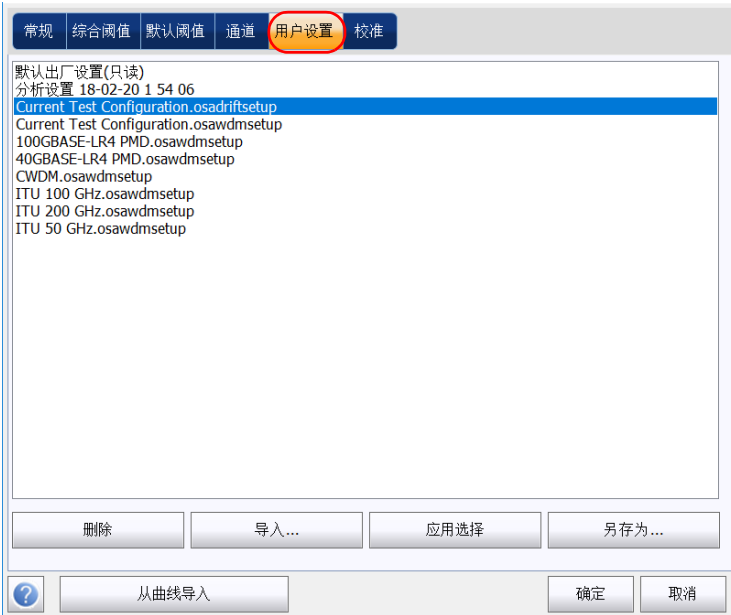 常规 综合阈值 默认阈值 通道 用户设置 校准
默认出厂设置(只读)
分析设置 18-02-20 1 54 06
Current Test Configuration.osadriftsetup
Current Test Configuration.osawdmsetup
100GBASE-LR4 PMD.osawdmsetup
40GBASE-LR4 PMD.osawdmsetup
CWDM.osawdmsetup
ITU 100 GHz.osawdmsetup
ITU 200 GHz.osawdmsetup
ITU 50 GHz.osawdmsetup
删除 导入... 应用选择 另存为...
? 从曲线导入 确定 取消